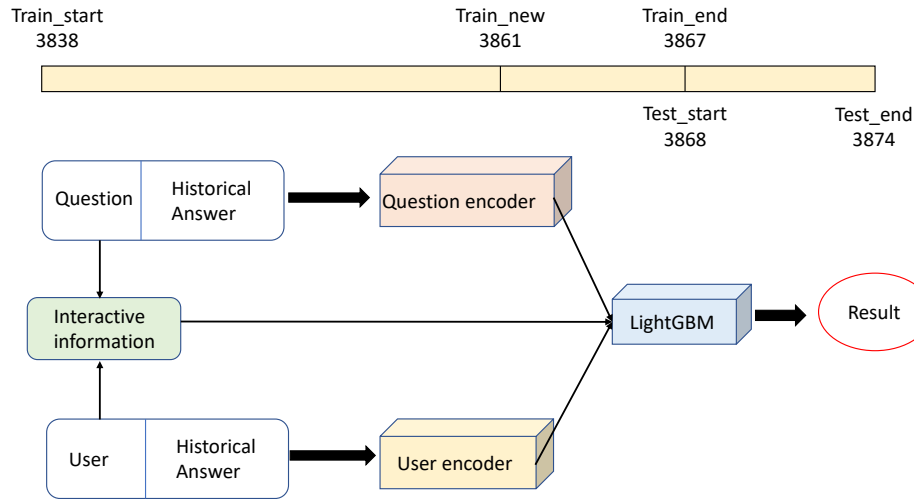 Train_start
3838
Train_new
3861
Train_end
3867
Test_start
3868
Test_end
3874
Question
Historical
Answer
Question encoder
Interactive
information
LightGBM
Result
User
Historical
Answer
User encoder